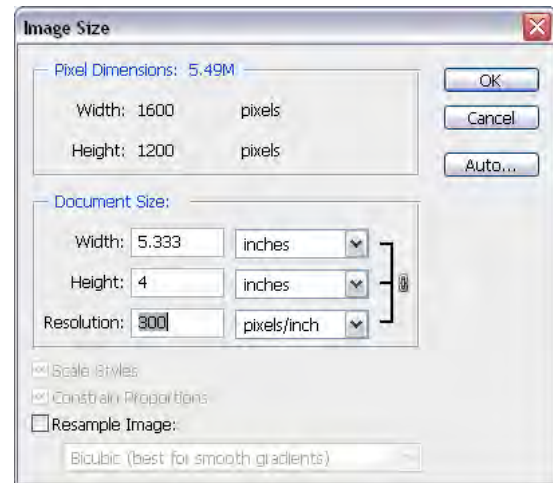 Image Size
Pixel Dimensions: 5.49M
OK
Width: 1600 pixels
Cancel
Height: 1200 pixels
Auto...
Document Size:
Width: 5.333 inches
Height: 4 inches
Resolution: 300 pixels/inch
Scale Styles
Constrain Proportions
Resample Image:
Bicubic (best for smooth gradients)